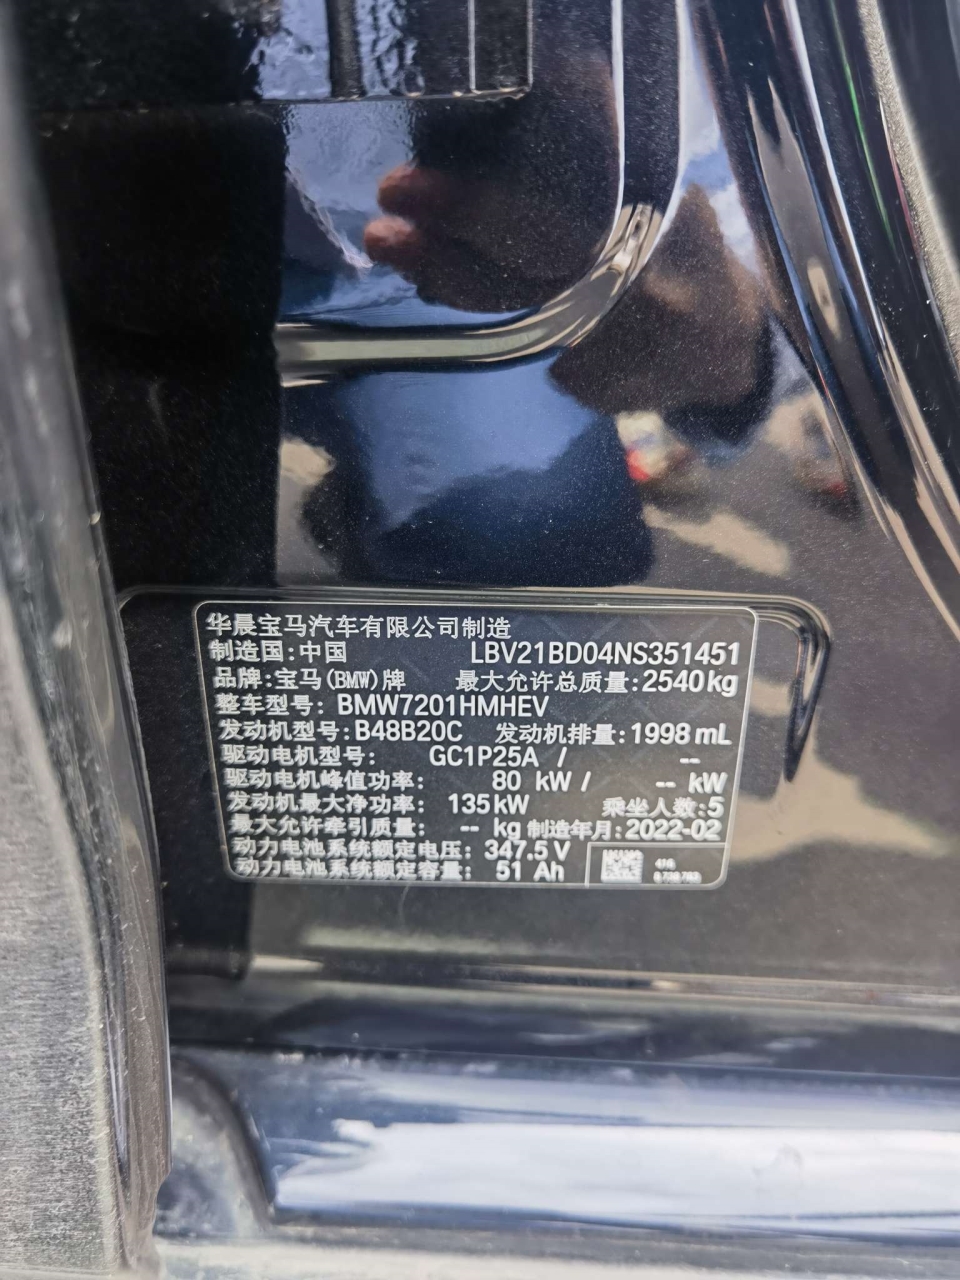 华晨宝马汽车有限公司制造
制造国:中国 LBV21BD04NS351451
品牌:宝马(BMW)牌 最大允许总质量:2540kg
整车型号: BMW7201HMHEV
发动机型号:B48B20C 发动机排量:1998 mL
驱动电机型号: GC1P25A / --
驱动电机峰值功率: 80 kW / -- kW
发动机最大净功率: 135kW 乘坐人数:5
最大允许牵引质量: -- kg 制造年月:2022-02
动力电池系统额定电压: 347.5 V
动力电池系统额定容量: 51 Ah